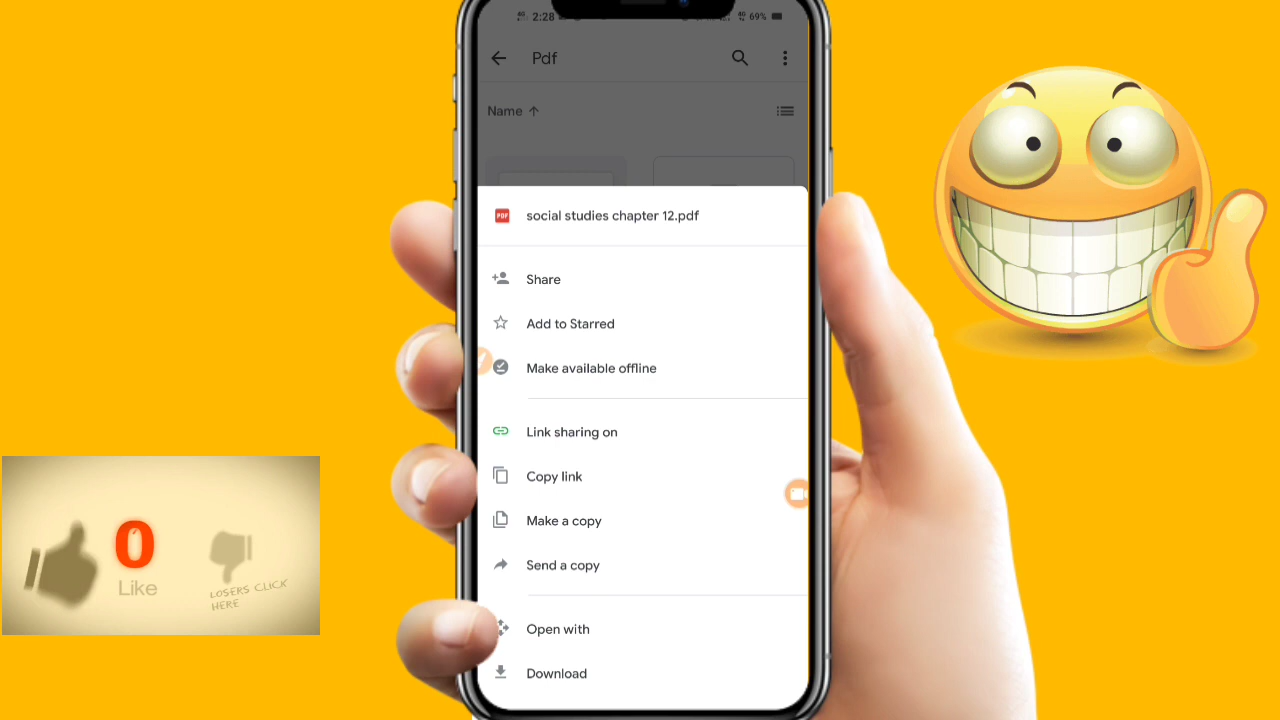 2:28
69%
Pdf
Name
PDF
social studies chapter 12.pdf
Share
Add to Starred
Make available offline
Link sharing on
Copy link
Make a copy
Send a copy
Open with
Download
0
Like
LOSERS CLICK
HERE